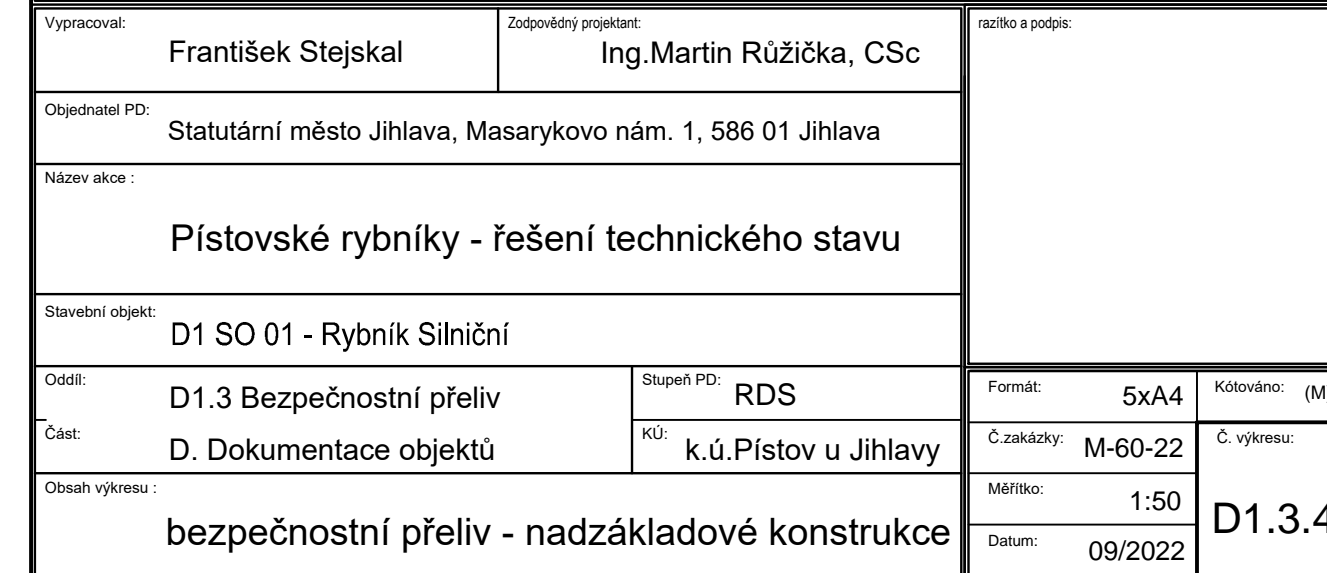 Vypracoval:
František Stejskal
Zodpovědný projektant:
Ing.Martin Růžička, CSc
razítko a podpis:
Objednatel PD:
Statutární město Jihlava, Masarykovo nám. 1, 586 01 Jihlava
Název akce :
Pístovské rybníky - řešení technického stavu
Stavební objekt:
D1 SO 01 - Rybník Silniční
Oddíl:
D1.3 Bezpečnostní přeliv
Stupeň PD:
RDS
Část:
D. Dokumentace objektů
KÚ:
k.ú.Pístov u Jihlavy
Obsah výkresu :
bezpečnostní přeliv - nadzákladové konstrukce
Formát:
5xA4
Kótováno:
(M
Č.zakázky:
M-60-22
Č. výkresu:
D1.3.4
Měřítko:
1:50
Datum:
09/2022